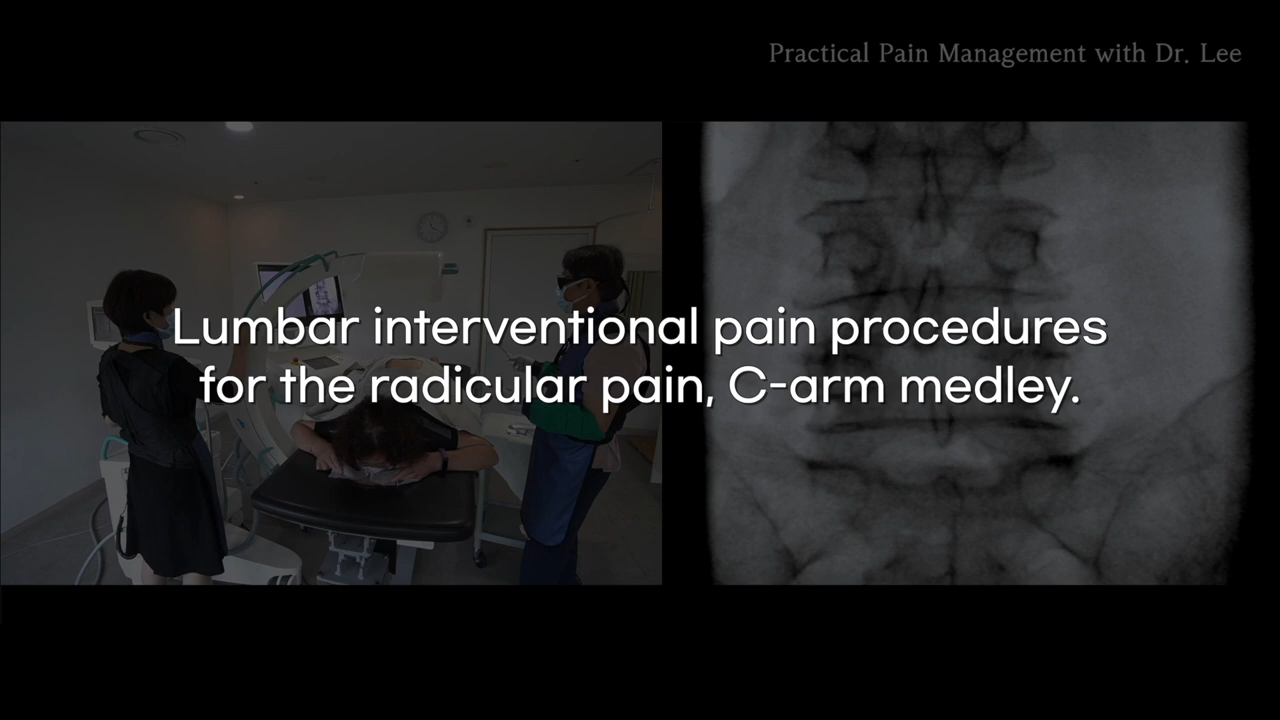 Practical Pain Management with Dr. Lee
Lumbar interventional pain procedures
for the radicular pain, C-arm medley.